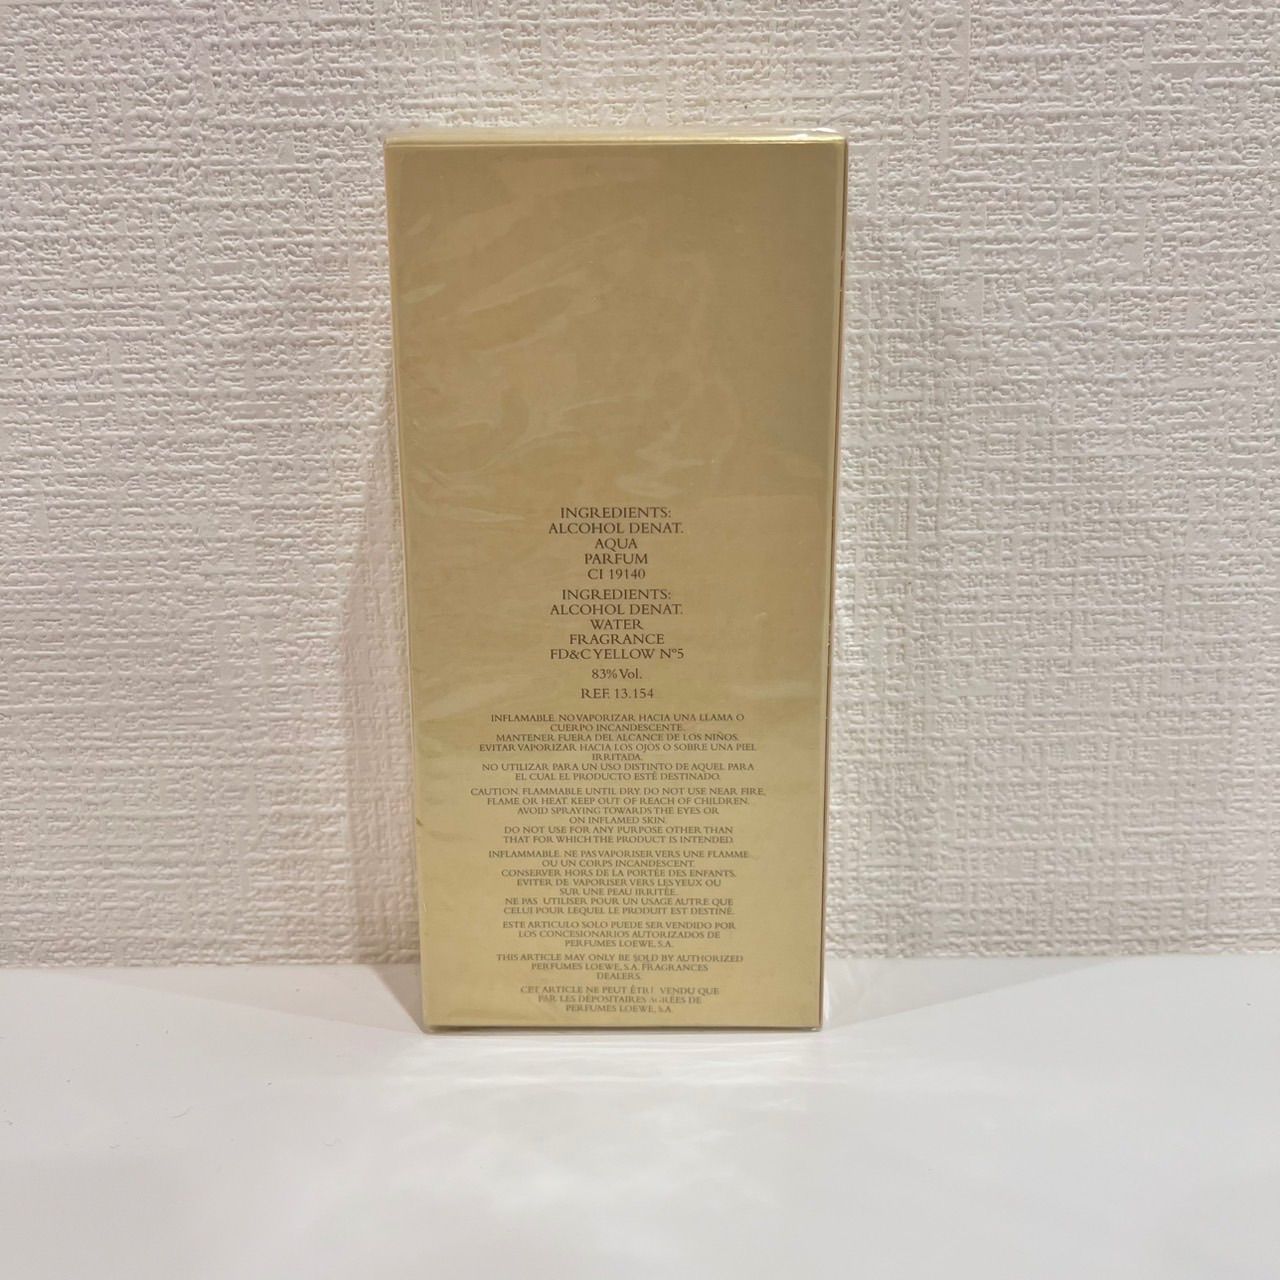 INGREDIENTS:
ALCOHOL DENAT.
AQUA
PARFUM
CI 19140
INGREDIENTS:
ALCOHOL DENAT.
WATER
FRAGRANCE
FD&C YELLOW N°5
83% Vol.
REF. 13.154
INFLAMABLE. NO VAPORIZAR HACIA UNA LLAMA O
CUERPO INCANDESCENTE.
MANTENER FUERA DEL ALCANCE DE LOS NIÑOS.
EVITAR VAPORIZAR HACIA LOS OJOS O SOBRE UNA PIEL
IRRITADA.
NO UTILIZAR PARA UN USO DISTINTO DE AQUEL PARA
EL CUAL EL PRODUCTO ESTÉ DESTINADO.
CAUTION. FLAMMABLE UNTIL DRY. DO NOT USE NEAR FIRE,
FLAME OR HEAT. KEEP OUT OF REACH OF CHILDREN.
AVOID SPRAYING TOWARDS THE EYES OR
ON INFLAMED SKIN.
DO NOT USE FOR ANY PURPOSE OTHER THAN
THAT FOR WHICH THE PRODUCT IS INTENDED.
INFLAMMABLE. NE PAS VAPORISER VERS UNE FLAMME
OU UN CORPS INCANDESCENT.
CONSERVER HORS DE LA PORTÉE DES ENFANTS.
EVITER DE VAPORISER VERS LES YEUX OU
SUR UNE PEAU IRRITÉE.
NE PAS UTILISER POUR UN USAGE AUTRE QUE
CELUI POUR LEQUEL LE PRODUIT EST DESTINÉ.
ESTE ARTICULO SOLO PUEDE SER VENDIDO POR
LOS CONCESIONARIOS AUTORIZADOS DE
PERFUMES LOEWE, S.A.
THIS ARTICLE MAY ONLY BE SOLD BY AUTHORIZED
PERFUMES LOEWE, S.A. FRAGRANCES
DEALERS.
CET ARTICLE NE PEUT ÊTRE VENDU QUE
PAR LES DÉPOSITAIRES AGRÉES DE
PERFUMES LOEWE, S.A.